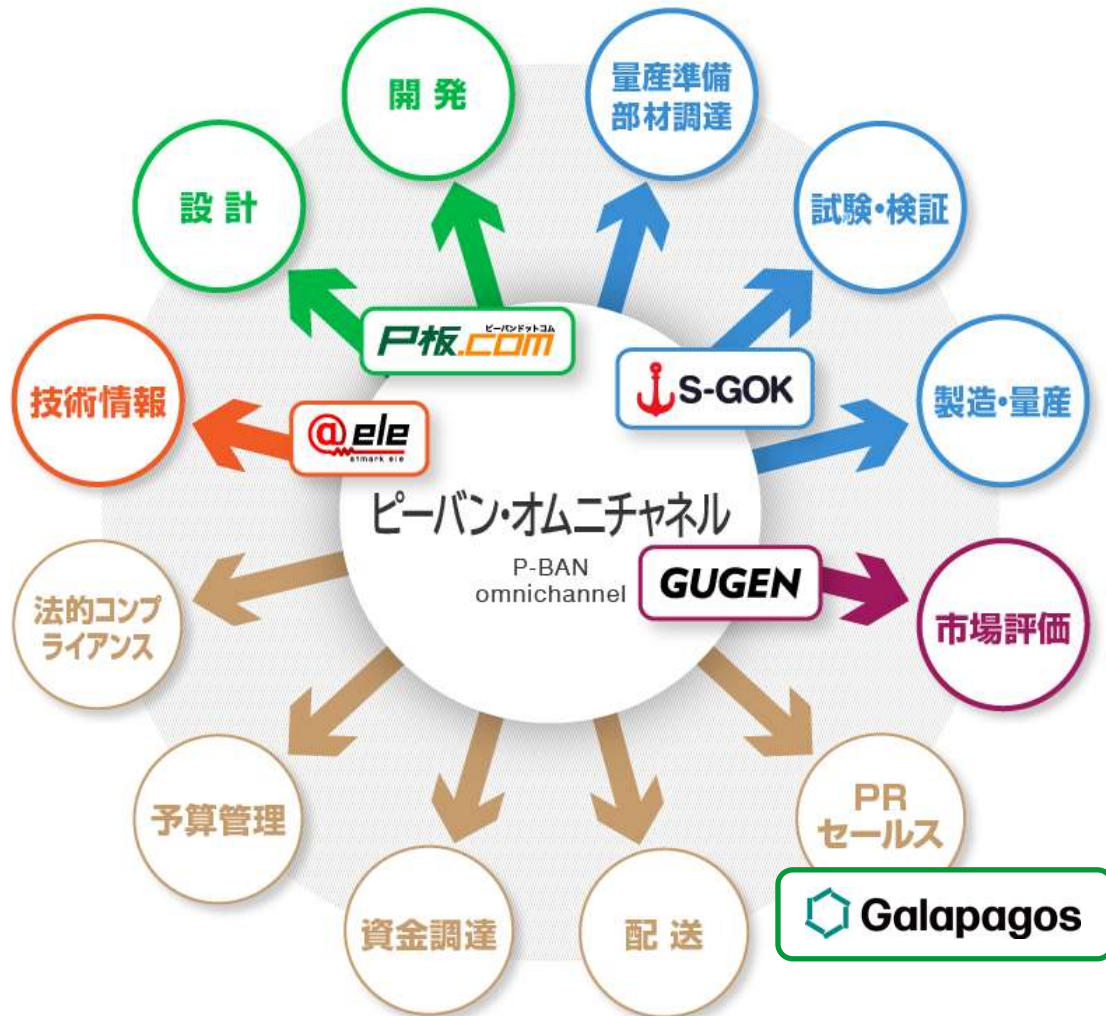 開発
量産準備
部材調達
設計
試験・検証
ピーバンドットコム
P板.com
S-GOK
技術情報
@ele
atmark ele
製造・量産
ピーバン・オムニチャネル
P-BAN
omnichannel
GUGEN
法的コンプ
ライアンス
市場評価
予算管理
PR
セールス
資金調達
配送
Galapagos